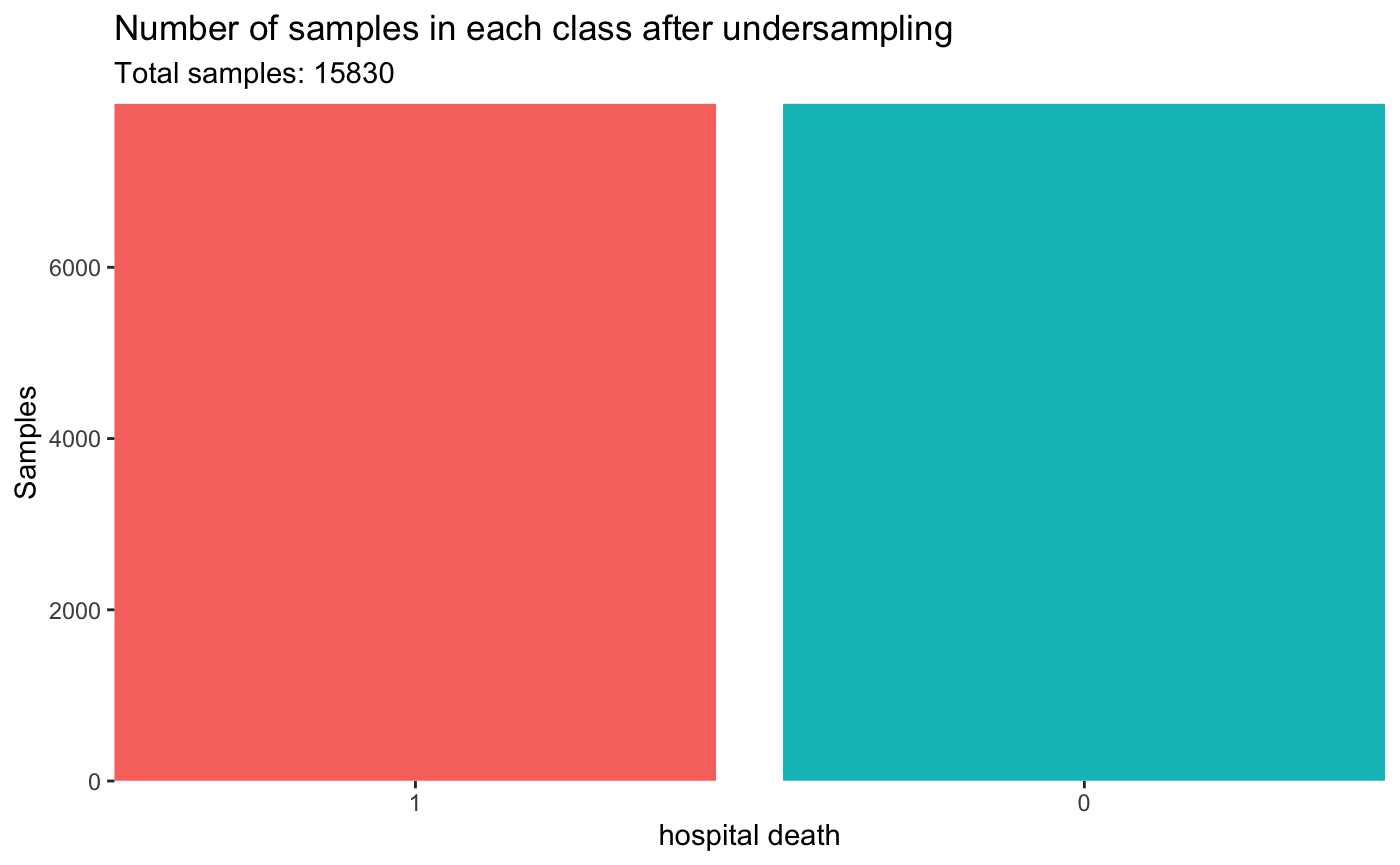 Number of samples in each class after undersampling
Total samples: 15830
Samples
6000
4000
2000
0
1
0
hospital death